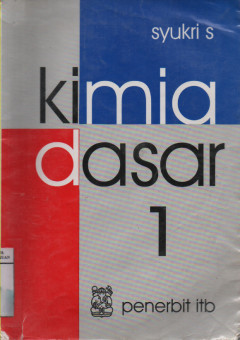 syukri s
kimia
dasar
1
penerbit itb